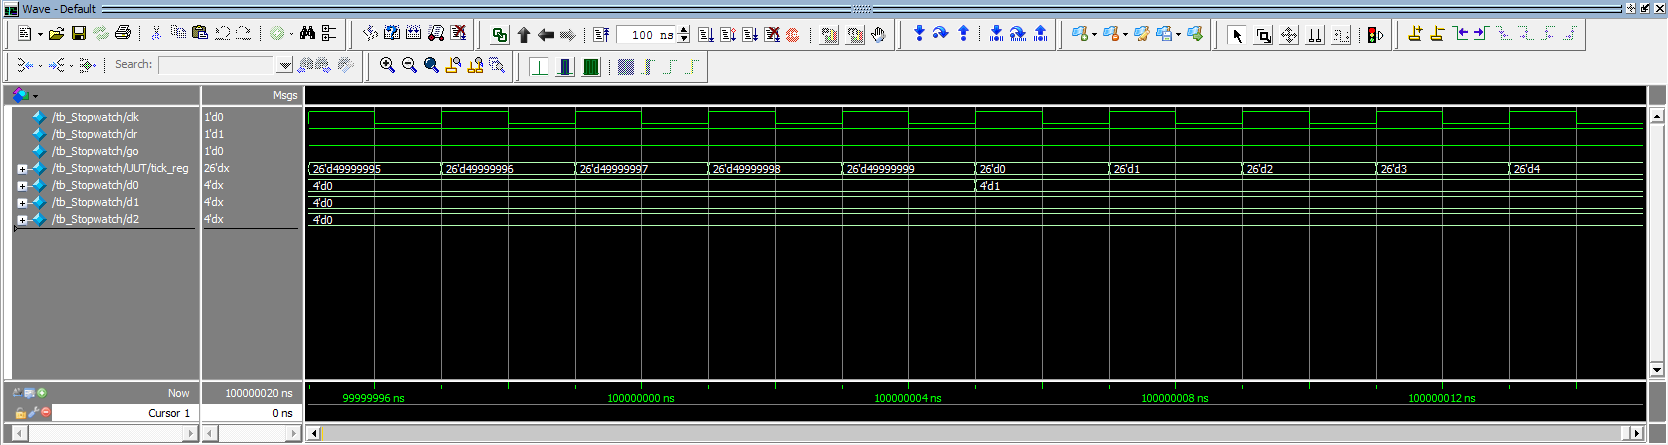 Wave - Default
100 ns
Search:
Msgs
/tb_Stopwatch/clk 1'd0
/tb_Stopwatch/clr 1'd1
/tb_Stopwatch/go 1'd0
/tb_Stopwatch/UUT/tick_reg 26'dx 26'd49999995 26'd49999996 26'd49999997 26'd49999998 26'd49999999 26'd0 26'd1 26'd2 26'd3 26'd4
/tb_Stopwatch/d0 4'dx 4'd0 4'd1
/tb_Stopwatch/d1 4'dx 4'd0
/tb_Stopwatch/d2 4'dx 4'd0
Now 100000020 ns 99999996 ns 100000000 ns 100000004 ns 100000008 ns 100000012 ns
Cursor 1 0 ns